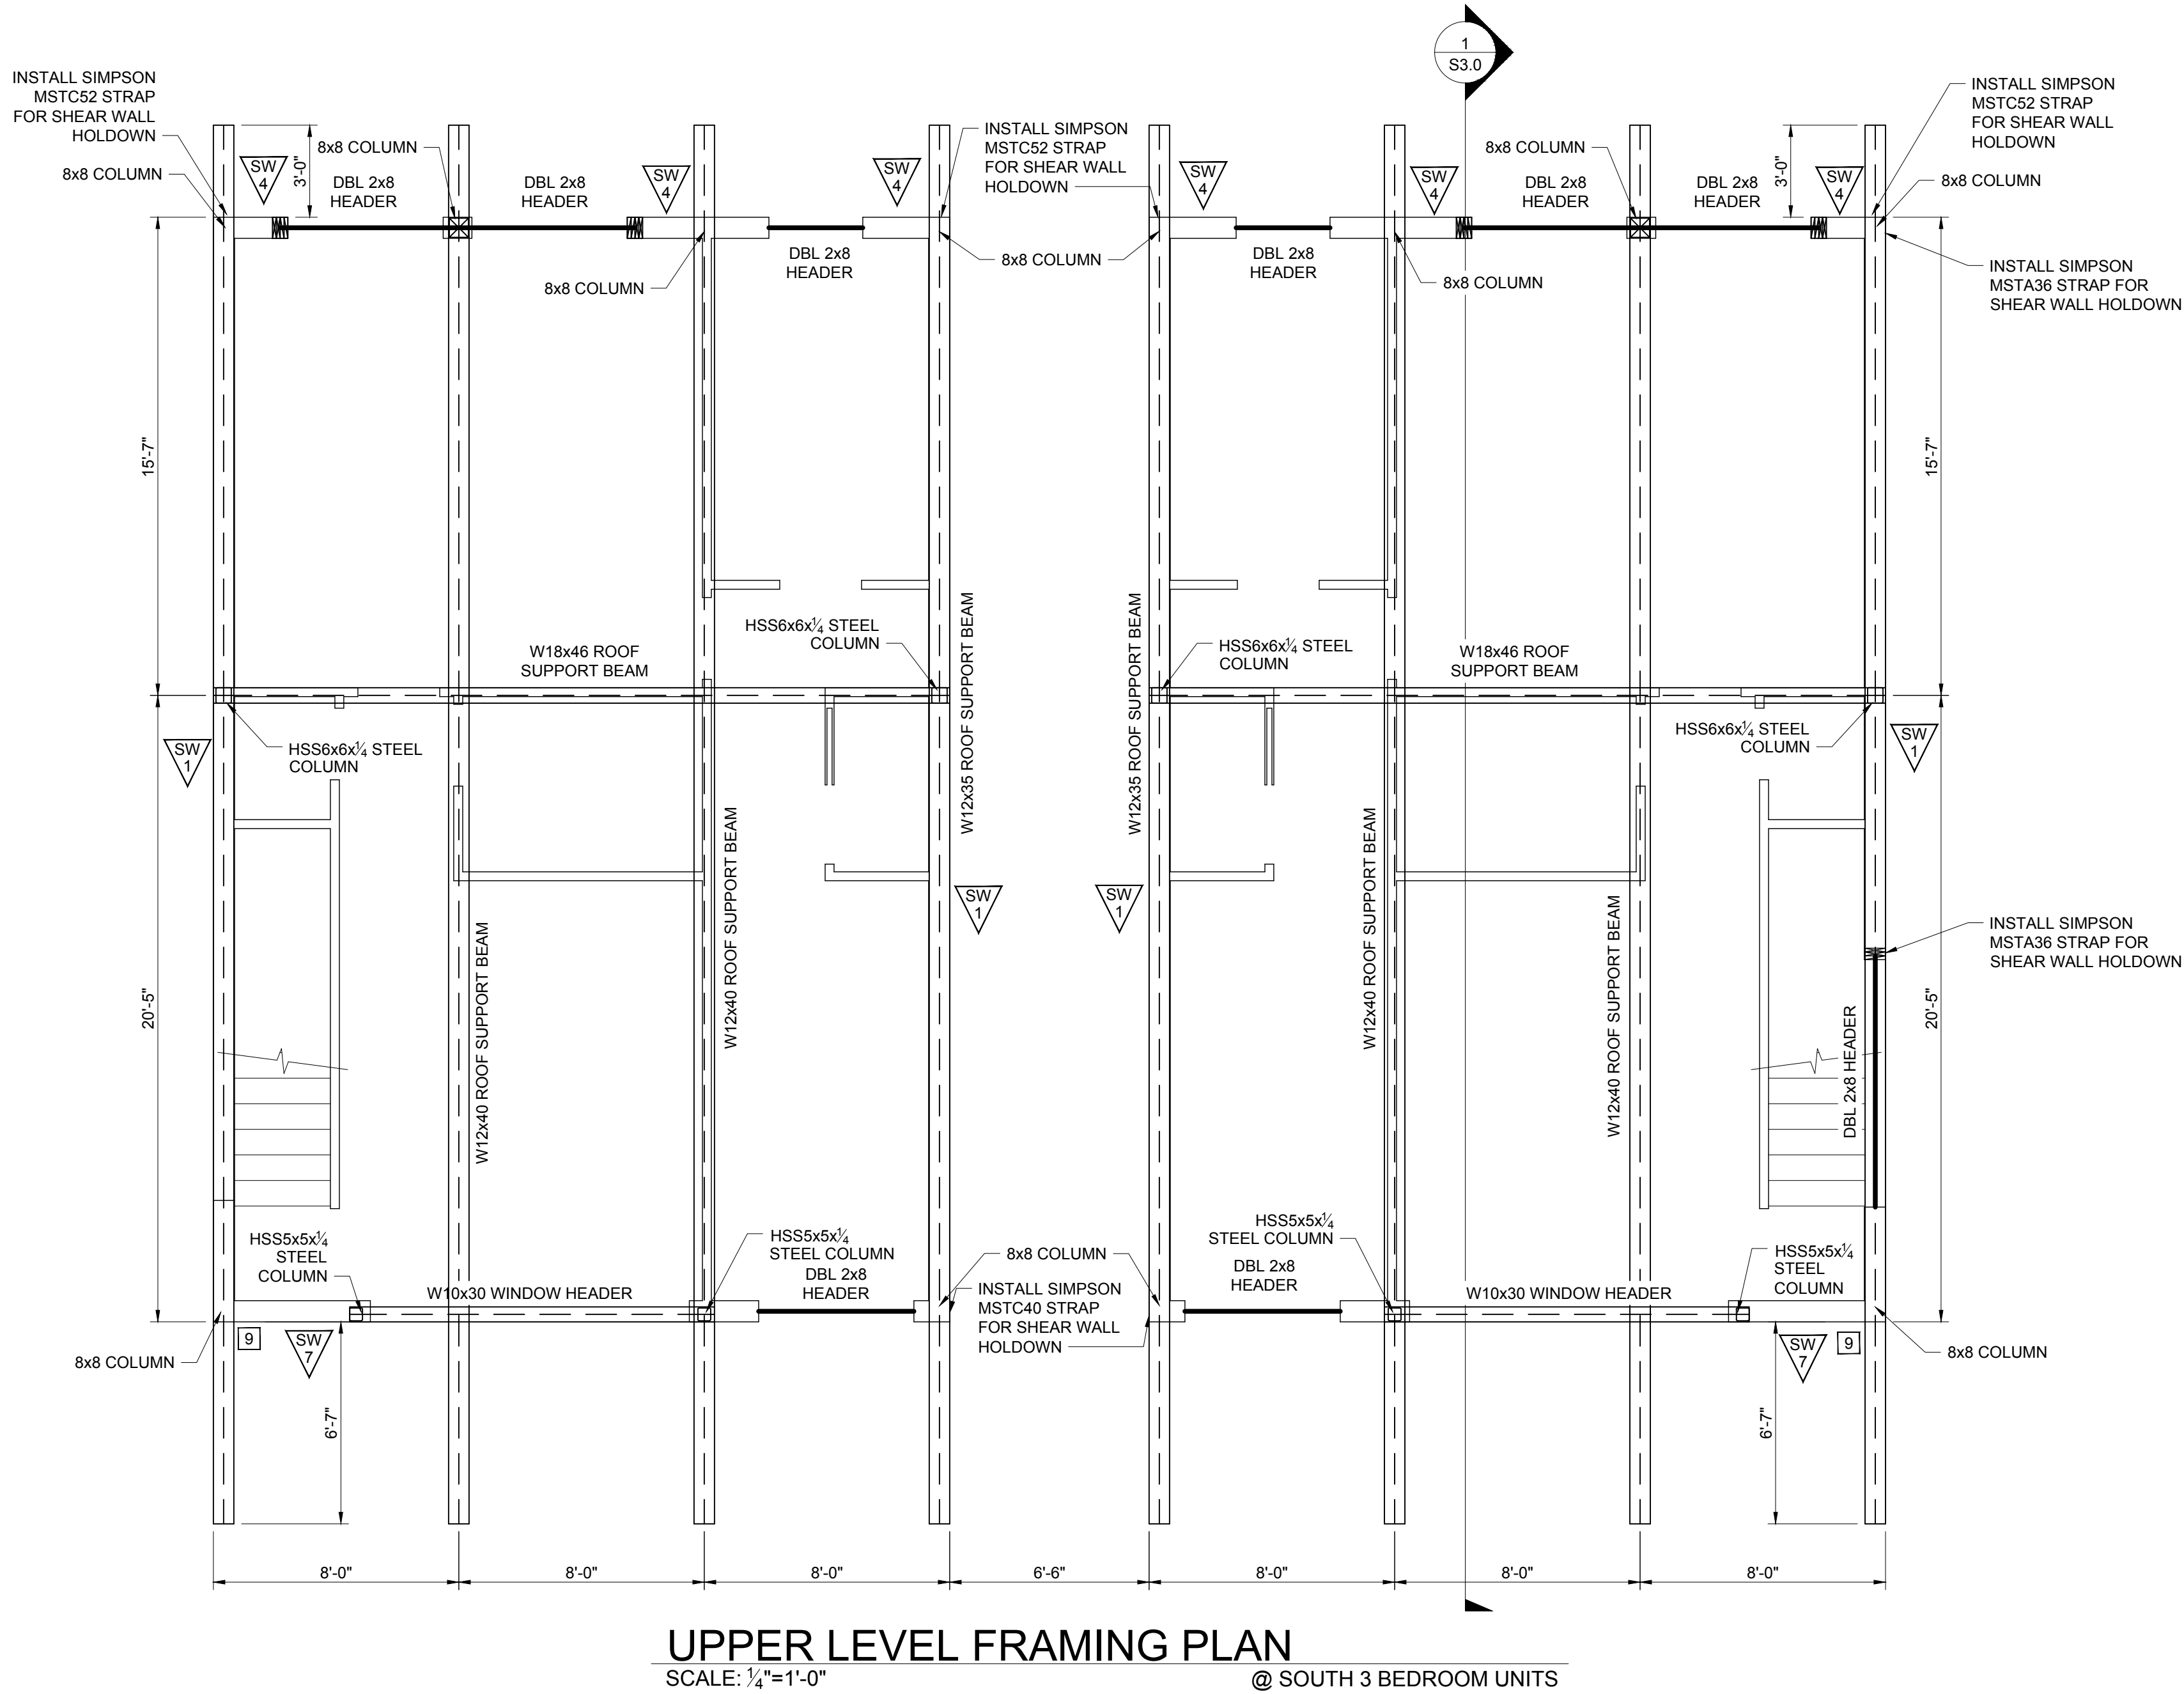 1
S3.0
INSTALL SIMPSON
MSTC52 STRAP
FOR SHEAR WALL
HOLDOWN
8x8 COLUMN
SW
4
3'-0"
8x8 COLUMN
DBL 2x8
HEADER
DBL 2x8
HEADER
SW
4
SW
4
INSTALL SIMPSON
MSTC52 STRAP
FOR SHEAR WALL
HOLDOWN
SW
4
SW
4
8x8 COLUMN
DBL 2x8
HEADER
DBL 2x8
HEADER
3'-0"
SW
4
INSTALL SIMPSON
MSTC52 STRAP
FOR SHEAR WALL
HOLDOWN
8x8 COLUMN
8x8 COLUMN
DBL 2x8
HEADER
8x8 COLUMN
DBL 2x8
HEADER
8x8 COLUMN
INSTALL SIMPSON
MSTA36 STRAP FOR
SHEAR WALL HOLDOWN
15'-7"
15'-7"
W18x46 ROOF
SUPPORT BEAM
HSS6x6x¼ STEEL
COLUMN
W12x35 ROOF SUPPORT BEAM
W12x35 ROOF SUPPORT BEAM
HSS6x6x¼ STEEL
COLUMN
W18x46 ROOF
SUPPORT BEAM
SW
1
HSS6x6x¼ STEEL
COLUMN
HSS6x6x¼ STEEL
COLUMN
SW
1
W12x40 ROOF SUPPORT BEAM
W12x40 ROOF SUPPORT BEAM
SW
1
SW
1
W12x40 ROOF SUPPORT BEAM
W12x40 ROOF SUPPORT BEAM
INSTALL SIMPSON
MSTA36 STRAP FOR
SHEAR WALL HOLDOWN
20'-5"
DBL 2x8 HEADER
20'-5"
HSS5x5x¼
STEEL
COLUMN
W10x30 WINDOW HEADER
HSS5x5x¼
STEEL COLUMN
DBL 2x8
HEADER
8x8 COLUMN
INSTALL SIMPSON
MSTC40 STRAP
FOR SHEAR WALL
HOLDOWN
HSS5x5x¼
STEEL COLUMN
DBL 2x8
HEADER
W10x30 WINDOW HEADER
HSS5x5x¼
STEEL
COLUMN
8x8 COLUMN
9
SW
7
SW
7
9
8x8 COLUMN
6'-7"
6'-7"
8'-0"
8'-0"
8'-0"
6'-6"
8'-0"
8'-0"
8'-0"
UPPER LEVEL FRAMING PLAN
SCALE: ¼"=1'-0"
@ SOUTH 3 BEDROOM UNITS